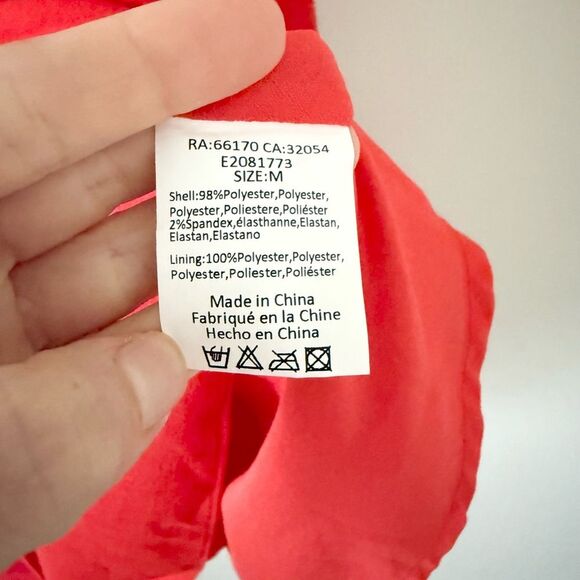 RA:66170 CA:32054
E2081773
SIZE:M
Shell:98%Polyester,Polyester,
Polyester,Poliestere,Poliéster
2%Spandex,élasthanne,Elastan,
Elastan,Elastano
Lining:100%Polyester,Polyester,
Polyester,Poliester,Poliéster
Made in China
Fabriqué en la Chine
Hecho en China